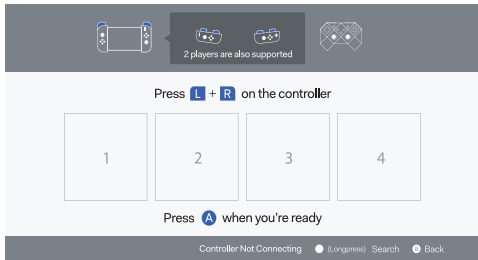 2 players are also supported
Press L + R on the controller
1 2 3 4
Press A when you're ready
Controller Not Connecting (Longpress) Search B Back